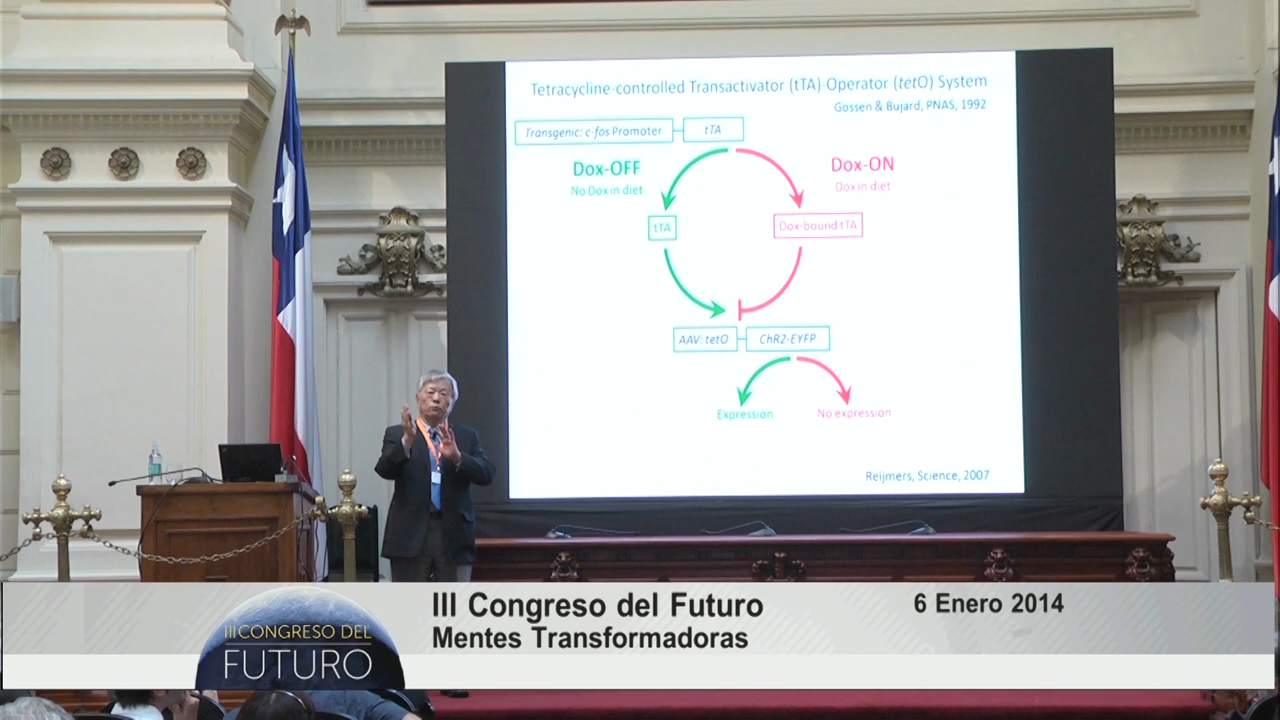 Tetracycline-controlled Transactivator (tTA)-Operator (tetO) System
Gossen & Bujard, PNAS, 1992
Transgenic: c-fos Promoter
tTA
Dox-OFF
No Dox in diet
Dox-ON
Dox in diet
tTA
Dox-bound tTA
AAV: tetO
ChR2-EYFP
Expression
No expression
Reijmers, Science, 2007
III CONGRESO DEL
FUTURO
III Congreso del Futuro
Mentes Transformadoras
6 Enero 2014